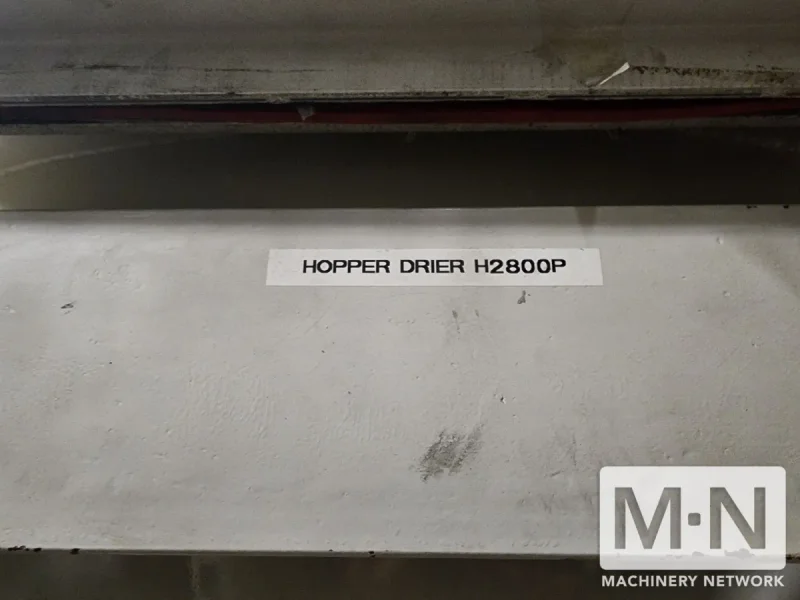 HOPPER DRIER H2800P
M·N
MACHINERY NETWORK